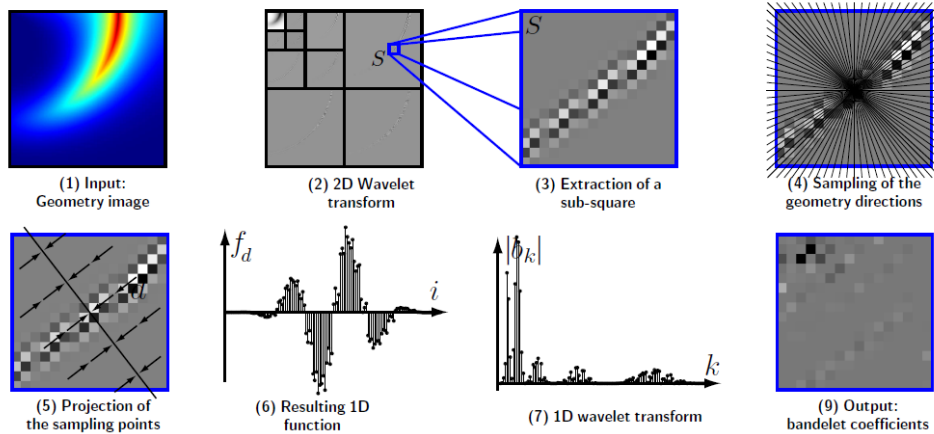 S
S
(1) Input:
Geometry image
(2) 2D Wavelet
transform
(3) Extraction of a
sub-square
(4) Sampling of the
geometry directions
d
f_d
i
|b_k|
k
(5) Projection of
the sampling points
(6) Resulting 1D
function
(7) 1D wavelet transform
(9) Output:
bandelet coefficients